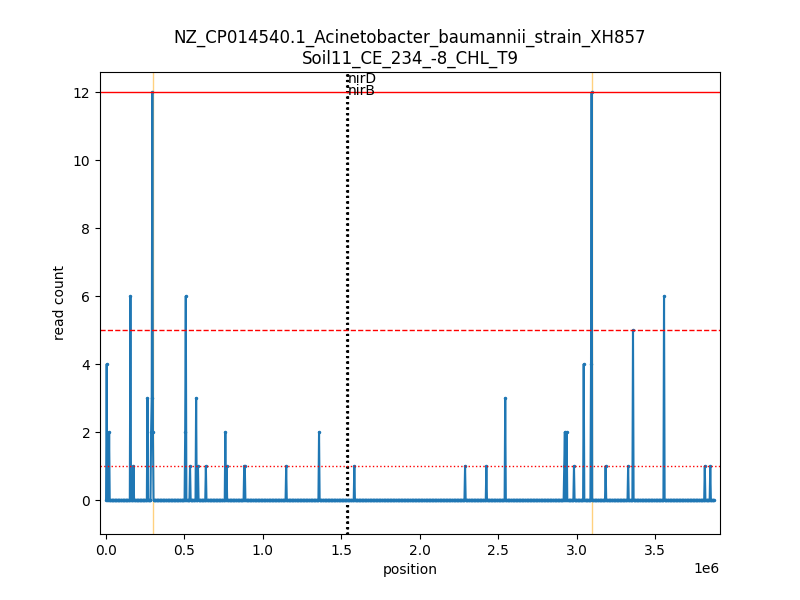 NZ_CP014540.1_Acinetobacter_baumannii_strain_XH857
Soil11_CE_234_-8_CHL_T9
nirD
nirB
12
10
8
6
4
2
0
read count
0.0 0.5 1.0 1.5 2.0 2.5 3.0 3.5
1e6
position